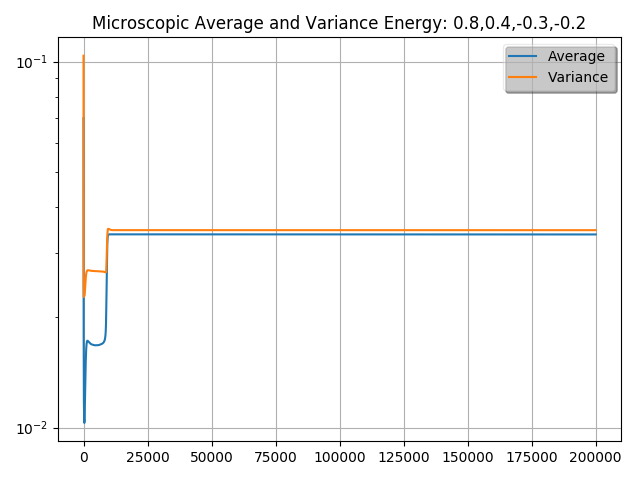 Microscopic Average and Variance Energy: 0.8,0.4,-0.3,-0.2
Average
Variance
10⁻¹
10⁻²
0 25000 50000 75000 100000 125000 150000 175000 200000